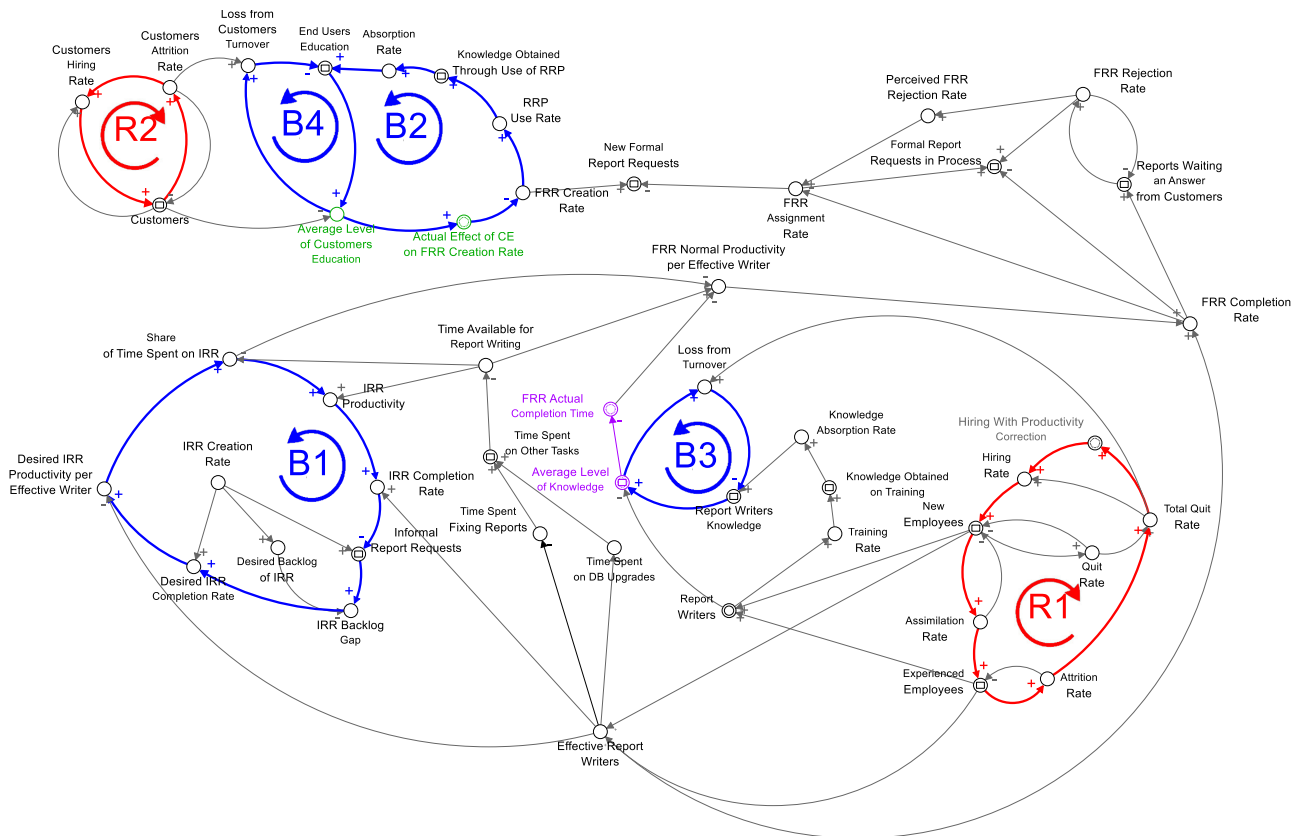 Customers
Hiring
Rate
Customers
Attrition
Rate
Loss from
Customers
Turnover
End Users
Education
Absorption
Rate
Knowledge Obtained
Through Use of RRP
RRP
Use Rate
R2
B4
B2
Customers
Average Level
of Customers
Education
Actual Effect of CE
on FRR Creation Rate
FRR Creation
Rate
New Formal
Report Requests
Perceived FRR
Rejection Rate
FRR Rejection
Rate
Formal Report
Requests in Process
Reports Waiting
an Answer
from Customers
FRR
Assignment
Rate
FRR Normal Productivity
per Effective Writer
FRR Completion
Rate
Share
of Time Spent on IRR
Time Available for
Report Writing
Loss from
Turnover
IRR
Productivity
FRR Actual
Completion Time
Time Spent
on Other Tasks
Average Level
of Knowledge
B3
Knowledge
Absorption Rate
Hiring With Productivity
Correction
Hiring
Rate
Desired IRR
Productivity per
Effective Writer
IRR Creation
Rate
B1
IRR Completion
Rate
Report Writers
Knowledge
Knowledge Obtained
on Training
New
Employees
Total Quit
Rate
Time Spent
Fixing Reports
Informal
Report Requests
Training
Rate
Quit
Rate
Desired Backlog
of IRR
Desired IRR
Completion Rate
Time Spent
on DB Upgrades
Report
Writers
R1
Assimilation
Rate
IRR Backlog
Gap
Experienced
Employees
Attrition
Rate
Effective Report
Writers